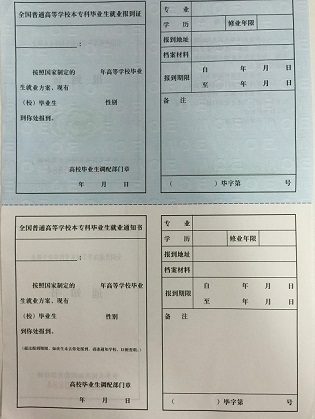 全国普通高等学校本专科毕业生就业报到证
：
按照国家制定的 年高等学校毕业
生就业方案，现有
（校）毕业生 性别
到你处报到。
高校毕业生调配部门章
年 月 日
专 业
学 历 修业年限
报到地址
档案材料
报到期限 自 年 月 日
至 年 月 日
备 注
（ ）毕字第 号
全国普通高等学校本专科毕业生就业通知书
：
按照国家制定的 年高等学校毕业
生就业方案，现有
（校）毕业生 性别
到你处报到。
高校毕业生调配部门章
年 月 日
专 业
学 历 修业年限
报到地址
档案材料
报到期限 自 年 月 日
至 年 月 日
备 注
（ ）毕字第 号